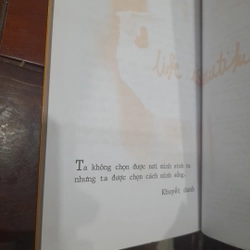 Ta không chọn được nơi mình sinh ra
nhưng ta được chọn cách mình sống.
Khuyết danh